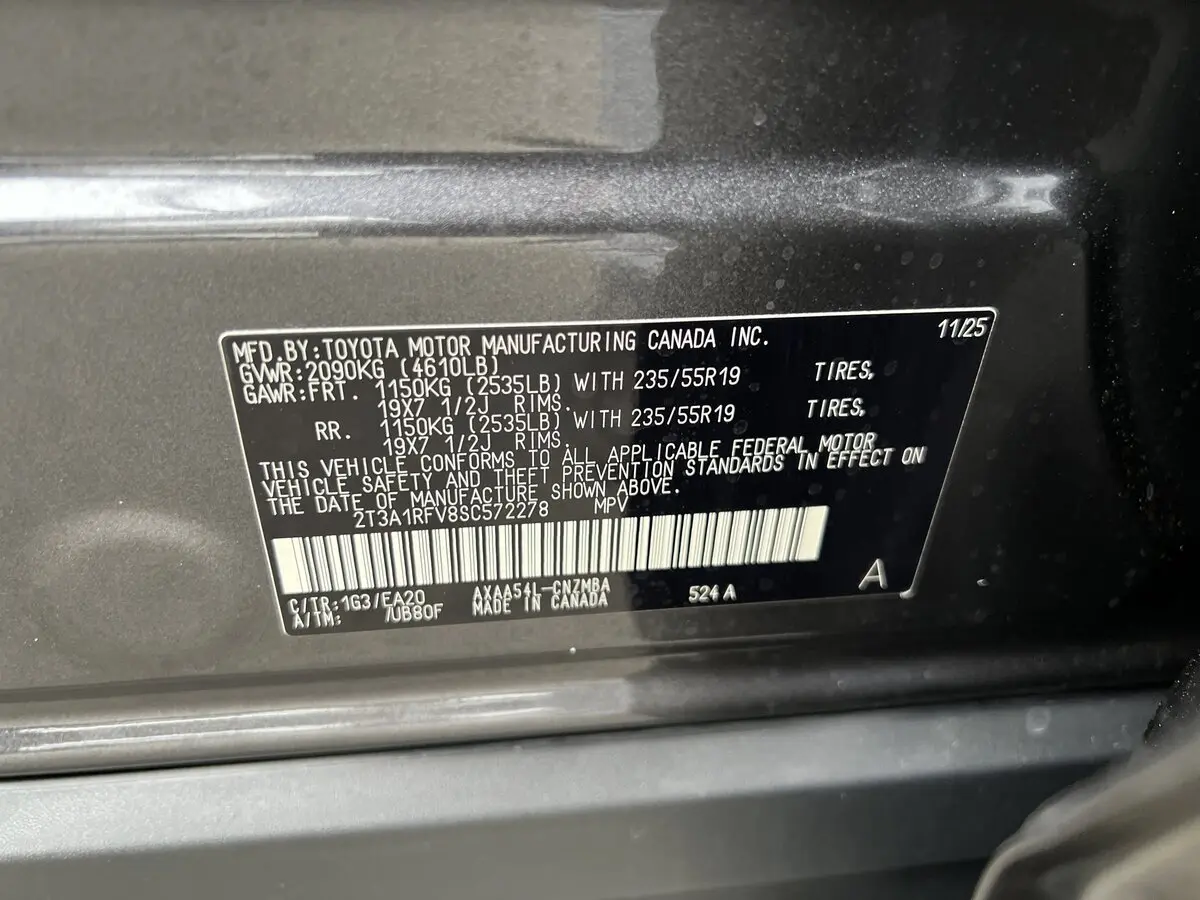 MFD.BY:TOYOTA MOTOR MANUFACTURING CANADA INC. 11/25
GVWR:2090KG (4610LB)
GAWR:FRT. 1150KG (2535LB) WITH 235/55R19 TIRES,
19X7 1/2J RIMS.
RR. 1150KG (2535LB) WITH 235/55R19 TIRES,
19X7 1/2J RIMS.
THIS VEHICLE CONFORMS TO ALL APPLICABLE FEDERAL MOTOR
VEHICLE SAFETY AND THEFT PREVENTION STANDARDS IN EFFECT ON
THE DATE OF MANUFACTURE SHOWN ABOVE.
2T3A1RFV8SC572278 MPV
C/TR:1G3/EA20 AXAA54L-CNZMBA 524 A A
A/TM: /UB80F MADE IN CANADA